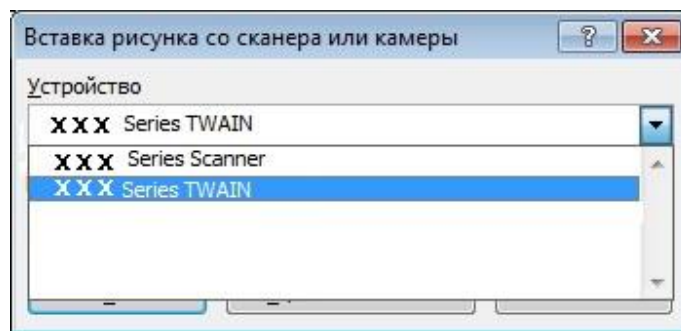 Вставка рисунка со сканера или камеры
Устройство
XXX Series TWAIN
XXX Series Scanner
XXX Series TWAIN